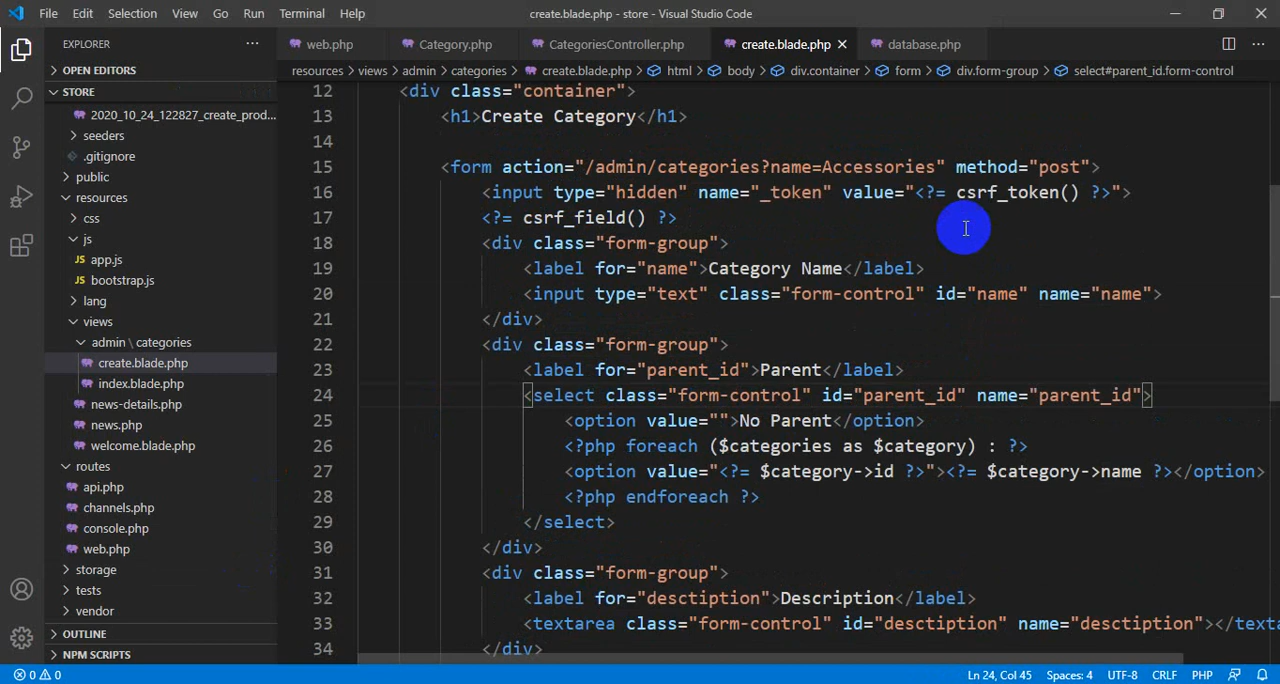 File Edit Selection View Go Run Terminal Help create.blade.php - store - Visual Studio Code
EXPLORER ... web.php Category.php CategoriesController.php create.blade.php database.php
OPEN EDITORS
resources > views > admin > categories > create.blade.php > html > body > div.container > form > div.form-group > select#parent_id.form-control
STORE
2020_10_24_122827_create_prod...
seeders
.gitignore
public
resources
css
js
app.js
bootstrap.js
lang
views
admin \ categories
create.blade.php
index.blade.php
news-details.php
news.php
welcome.blade.php
routes
api.php
channels.php
console.php
web.php
storage
tests
vendor
OUTLINE
NPM SCRIPTS
12 <div class="container">
13 <h1>Create Category</h1>
14
15 <form action="/admin/categories?name=Accessories" method="post">
16 <input type="hidden" name="_token" value="<?= csrf_token() ?>">
17 <?= csrf_field() ?>
18 <div class="form-group">
19 <label for="name">Category Name</label>
20 <input type="text" class="form-control" id="name" name="name">
21 </div>
22 <div class="form-group">
23 <label for="parent_id">Parent</label>
24 <select class="form-control" id="parent_id" name="parent_id">
25 <option value="">No Parent</option>
26 <?php foreach ($categories as $category) : ?>
27 <option value="<?= $category->id ?>"><?= $category->name ?></option>
28 <?php endforeach ?>
29 </select>
30 </div>
31 <div class="form-group">
32 <label for="desctiption">Description</label>
33 <textarea class="form-control" id="desctiption" name="desctiption"></texta
34 </div>
0 0 Ln 24, Col 45 Spaces: 4 UTF-8 CRLF PHP